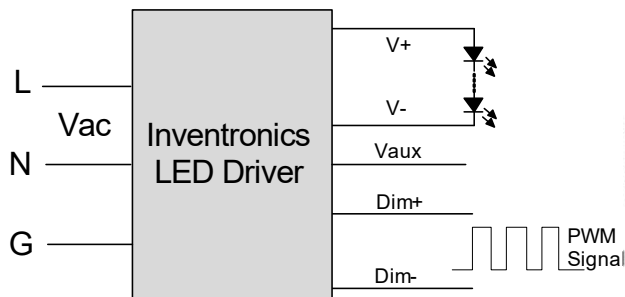 V+
L
V-
Vac
Inventronics
LED Driver
N
Vaux
Dim+
G
PWM
Signal
Dim-